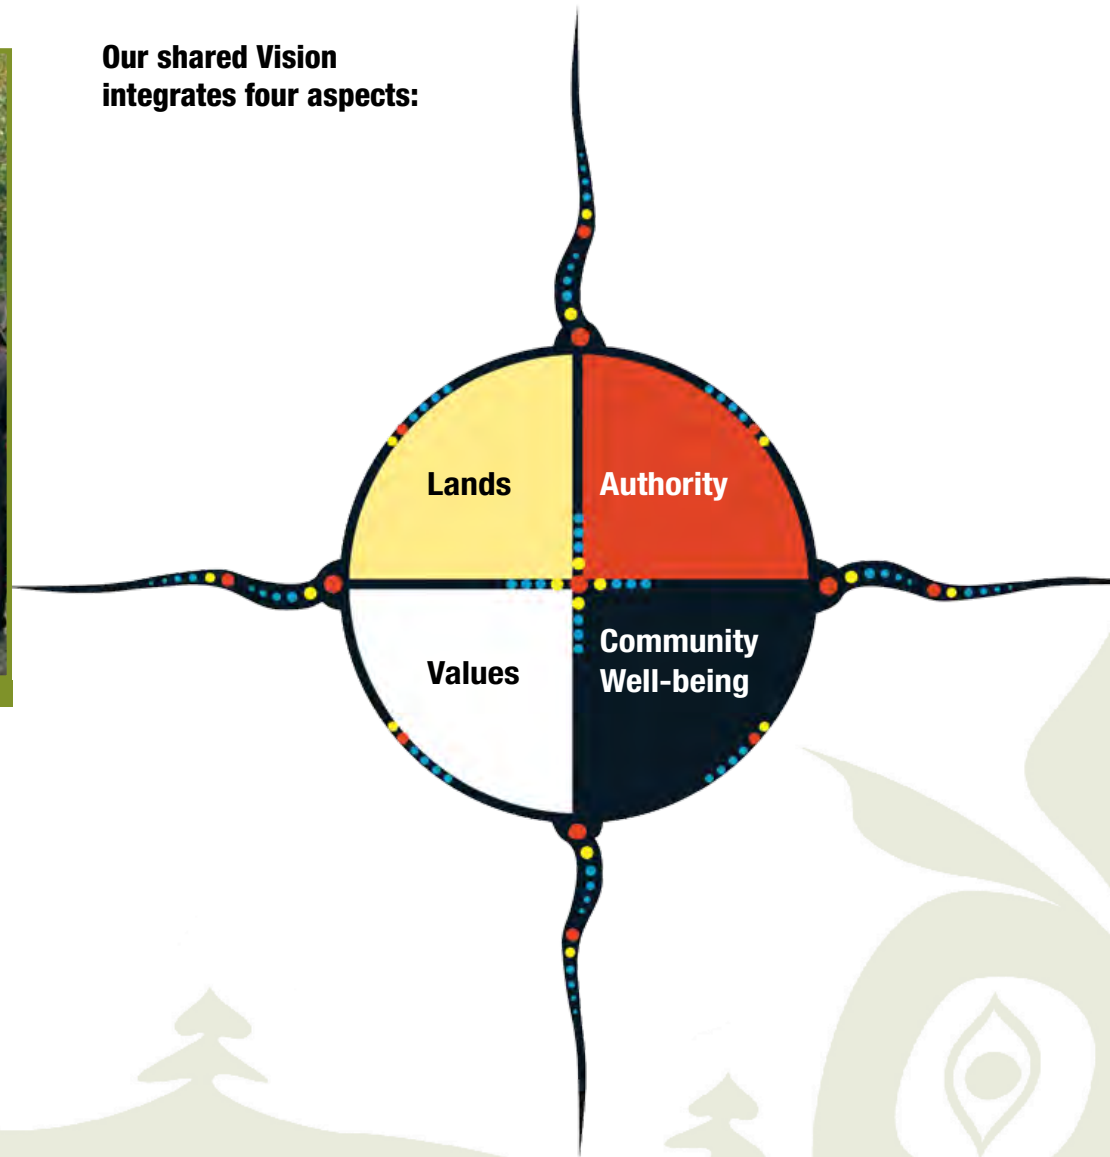 Our shared Vision
integrates four aspects:
Lands
Authority
Values
Community
Well-being